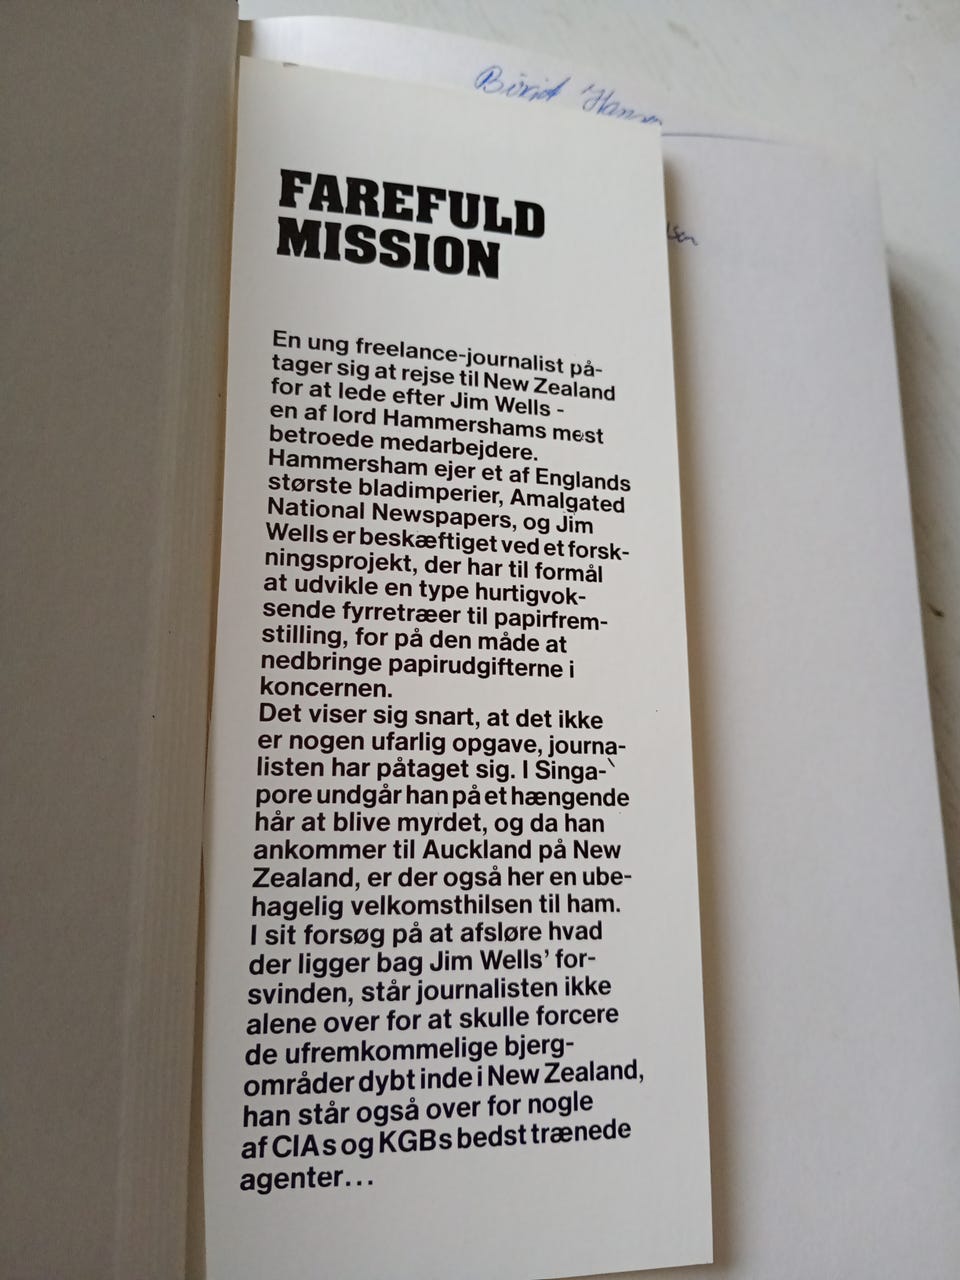 Birgit Hansen
sen
FAREFULD
MISSION
En ung freelance-journalist på-
tager sig at rejse til New Zealand
for at lede efter Jim Wells -
en af lord Hammershams mest
betroede medarbejdere.
Hammersham ejer et af Englands
største bladimperier, Amalgated
National Newspapers, og Jim
Wells er beskæftiget ved et forsk-
ningsprojekt, der har til formål
at udvikle en type hurtigvok-
sende fyrretræer til papirfrem-
stilling, for på den måde at
nedbringe papirudgifterne i
koncernen.
Det viser sig snart, at det ikke
er nogen ufarlig opgave, journa-
listen har påtaget sig. I Singa-
pore undgår han på et hængende
hår at blive myrdet, og da han
ankommer til Auckland på New
Zealand, er der også her en ube-
hagelig velkomsthilsen til ham.
I sit forsøg på at afsløre hvad
der ligger bag Jim Wells' for-
svinden, står journalisten ikke
alene over for at skulle forcere
de ufremkommelige bjerg-
områder dybt inde i New Zealand,
han står også over for nogle
af CIAs og KGBs bedst trænede
agenter...